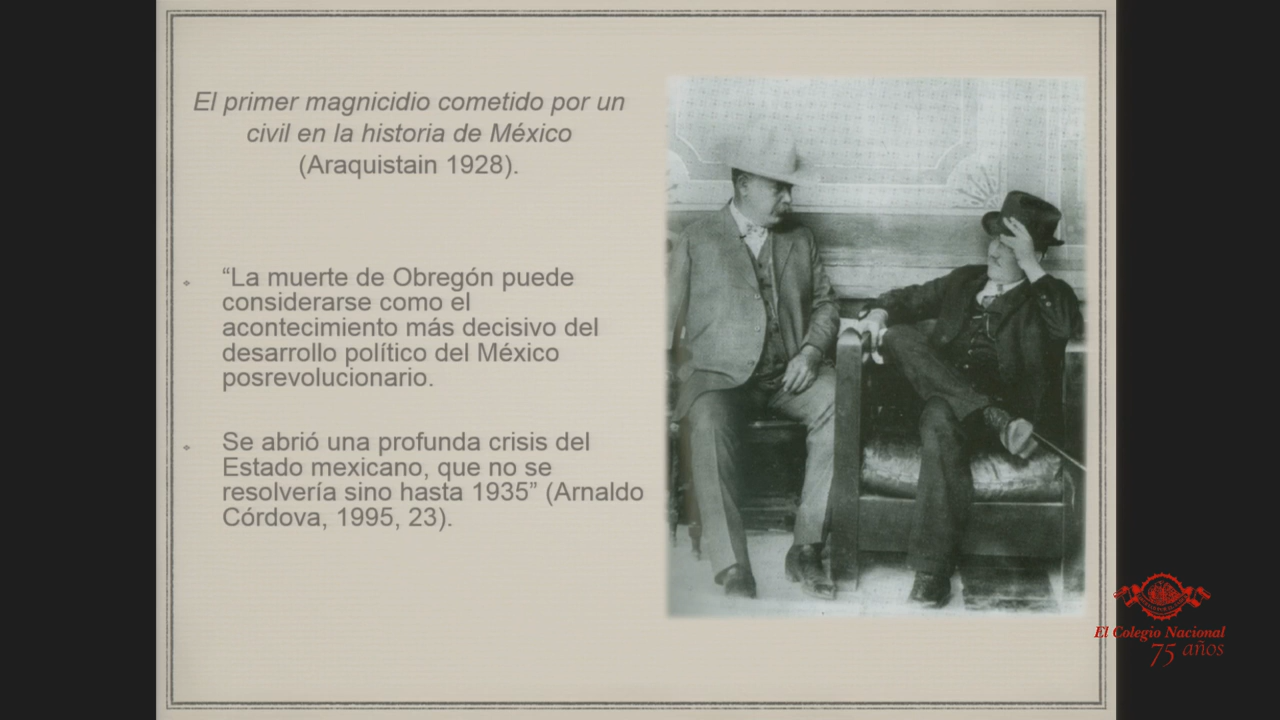 El primer magnicidio cometido por un
civil en la historia de México
(Araquistain 1928).
“La muerte de Obregón puede
considerarse como el
acontecimiento más decisivo del
desarrollo político del México
posrevolucionario.
Se abrió una profunda crisis del
Estado mexicano, que no se
resolvería sino hasta 1935” (Arnaldo
Córdova, 1995, 23).
El Colegio Nacional
75 años